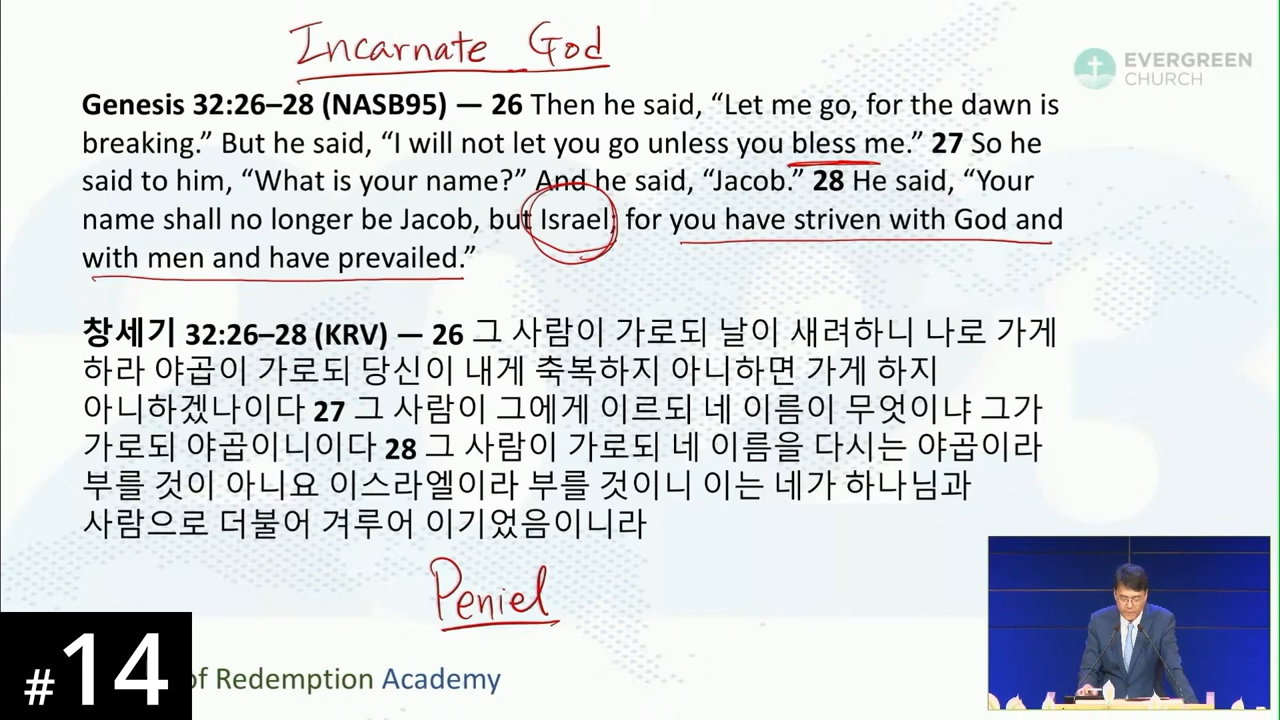 Incarnate God
EVERGREEN
CHURCH
Genesis 32:26–28 (NASB95) — 26 Then he said, “Let me go, for the dawn is
breaking.” But he said, “I will not let you go unless you bless me.” 27 So he
said to him, “What is your name?” And he said, “Jacob.” 28 He said, “Your
name shall no longer be Jacob, but Israel; for you have striven with God and
with men and have prevailed.”
창세기 32:26–28 (KRV) — 26 그 사람이 가로되 날이 새려하니 나로 가게
하라 야곱이 가로되 당신이 내게 축복하지 아니하면 가게 하지
아니하겠나이다 27 그 사람이 그에게 이르되 네 이름이 무엇이냐 그가
가로되 야곱이니이다 28 그 사람이 가로되 네 이름을 다시는 야곱이라
부를 것이 아니요 이스라엘이라 부를 것이니 이는 네가 하나님과
사람으로 더불어 겨루어 이기었음이니라
Peniel
#14
of Redemption Academy